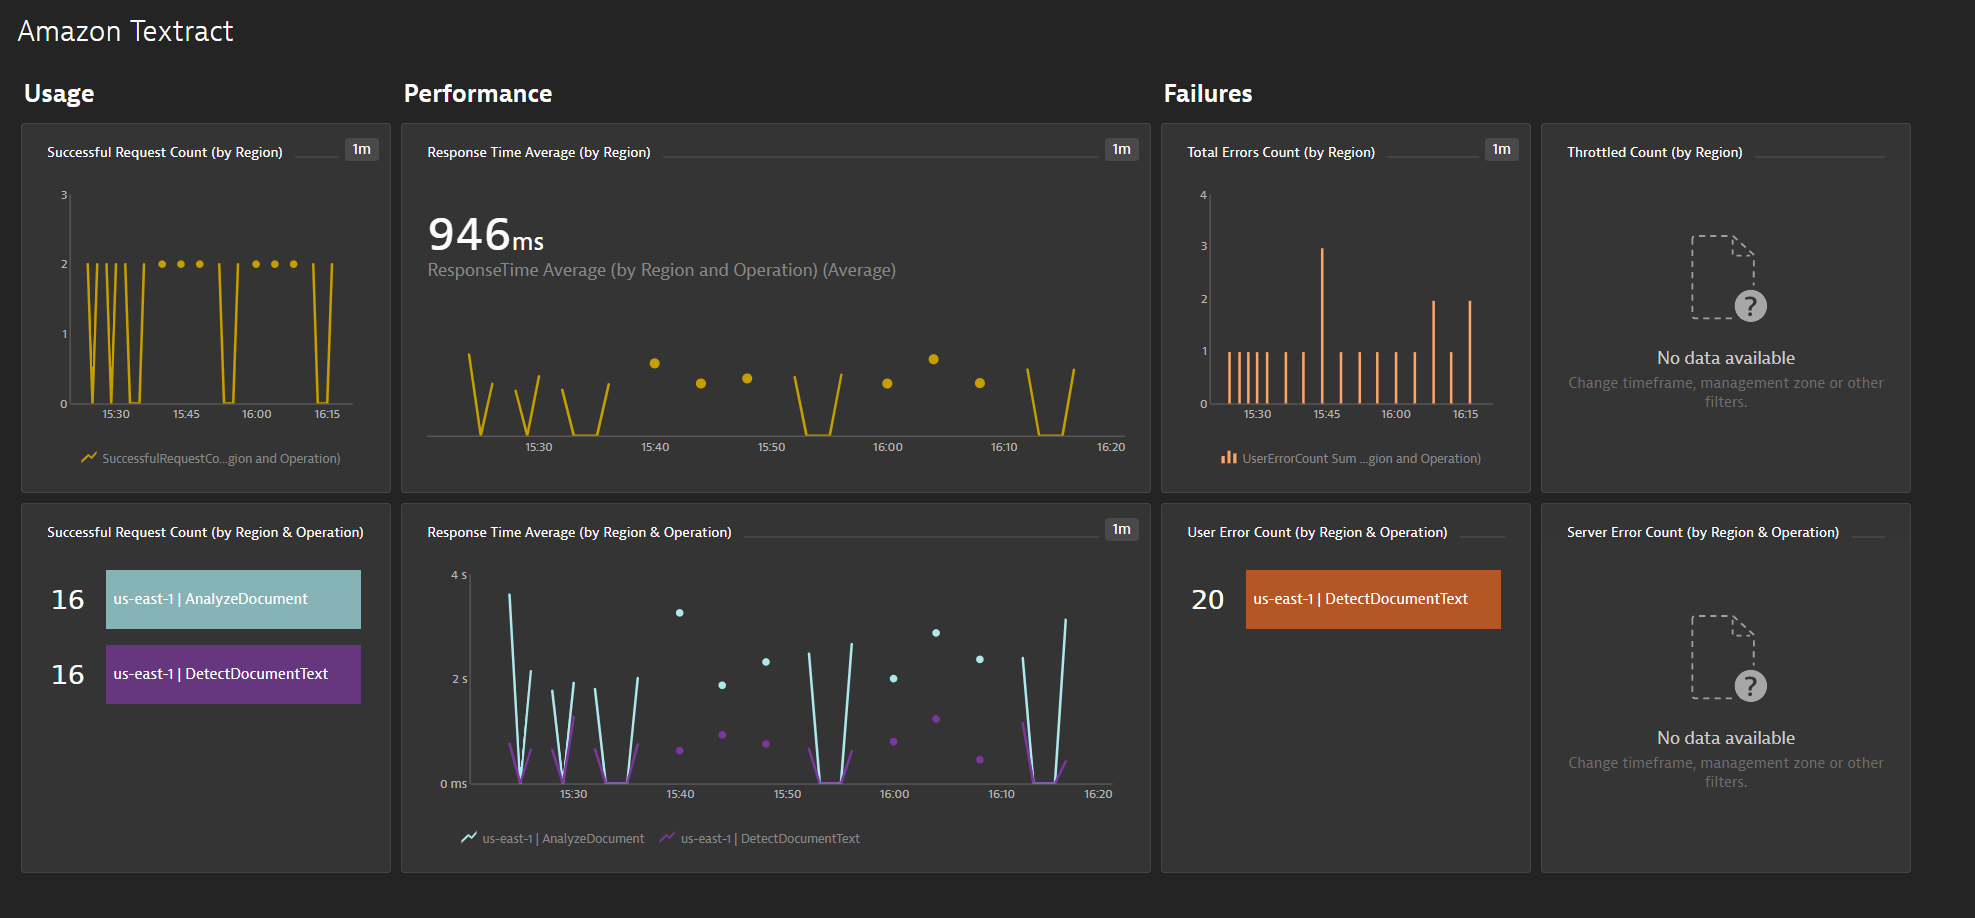 Amazon Textract
Usage
Performance
Failures
Successful Request Count (by Region)
1m
3
2
1
0
15:30 15:45 16:00 16:15
SuccessfulRequestCo...gion and Operation)
Response Time Average (by Region)
1m
946ms
ResponseTime Average (by Region and Operation) (Average)
15:30 15:40 15:50 16:00 16:10 16:20
Total Errors Count (by Region)
1m
4
3
2
1
0
15:30 15:45 16:00 16:15
UserErrorCount Sum ...gion and Operation)
Throttled Count (by Region)
?
No data available
Change timeframe, management zone or other
filters.
Successful Request Count (by Region & Operation)
16 us-east-1 | AnalyzeDocument
16 us-east-1 | DetectDocumentText
Response Time Average (by Region & Operation)
1m
4 s
2 s
0 ms
15:30 15:40 15:50 16:00 16:10 16:20
us-east-1 | AnalyzeDocument us-east-1 | DetectDocumentText
User Error Count (by Region & Operation)
20 us-east-1 | DetectDocumentText
Server Error Count (by Region & Operation)
?
No data available
Change timeframe, management zone or other
filters.